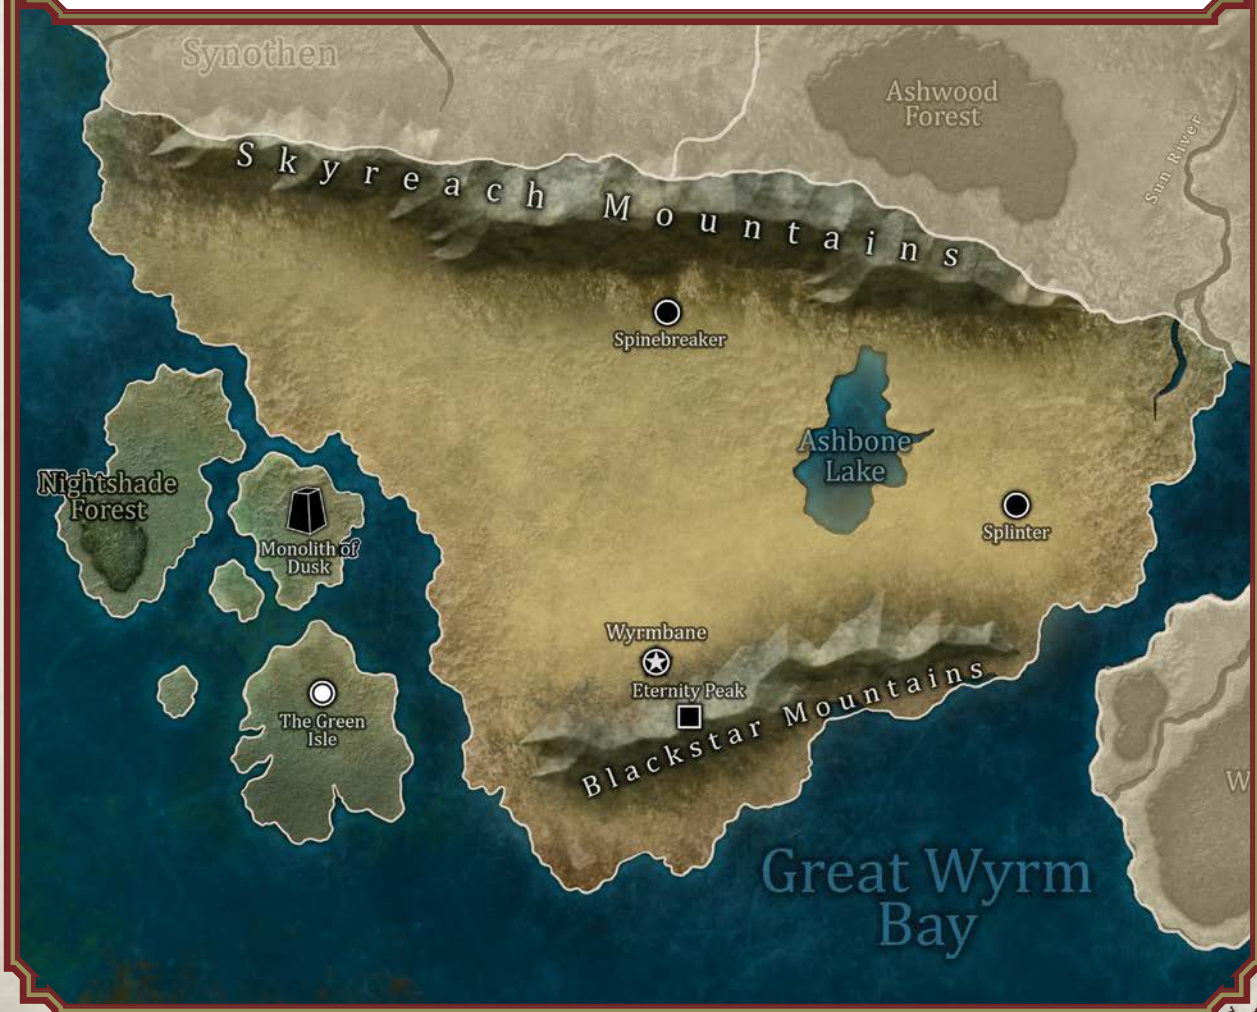 Synothen
Ashwood
Forest
Sun River
Skyreach Mountains
Spinebreaker
Ashbone
Lake
Nightshade
Forest
Splinter
Monolith of
Dusk
Wyrmbane
Eternity Peak
Blackstar Mountains
The Green
Isle
W
Great Wyrm
Bay